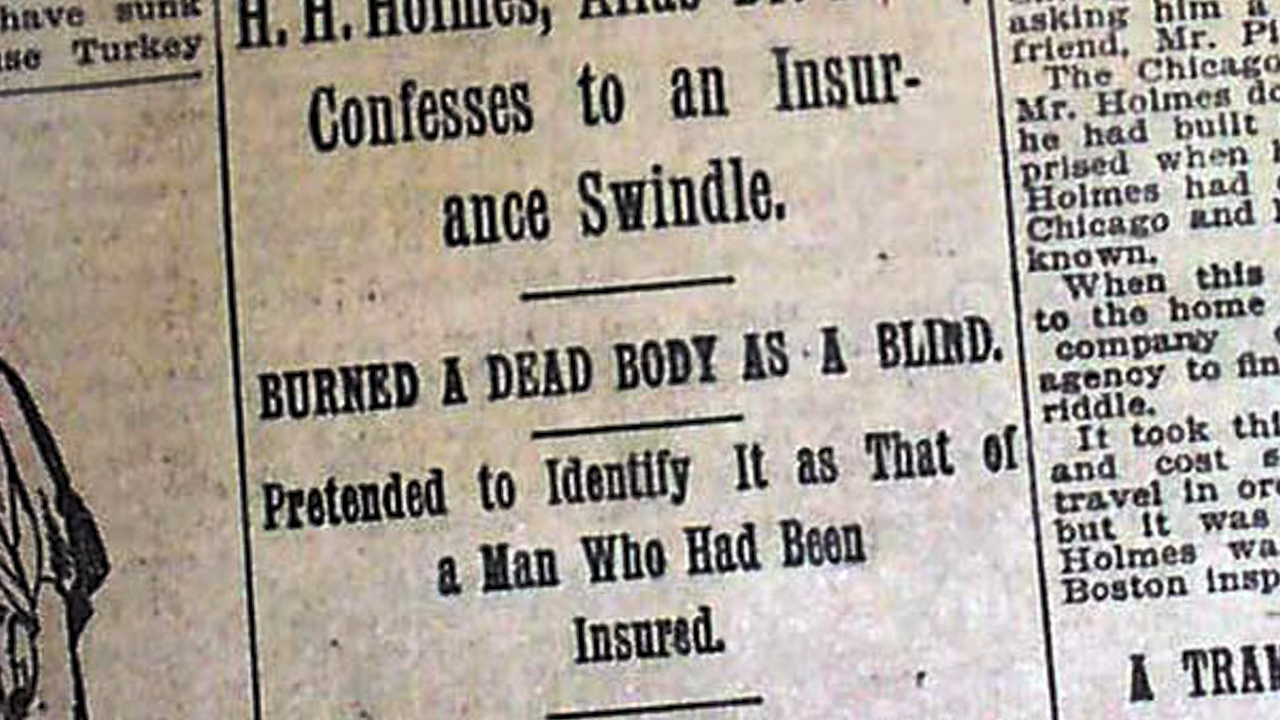 have sunk
se Turkey
H. H. Holmes, Alias
Confesses to an Insur-
ance Swindle.
BURNED A DEAD BODY AS A BLIND.
Pretended to Identify It as That of
a Man Who Had Been
Insured.
asking him a
friend, Mr.
The Chicago
Mr. Holmes
he had built
prised when
Holmes had
Chicago and
known.
When this
to the home
company
agency to
riddle.
It took
and cost
travel in
but it was
Holmes
Boston
A